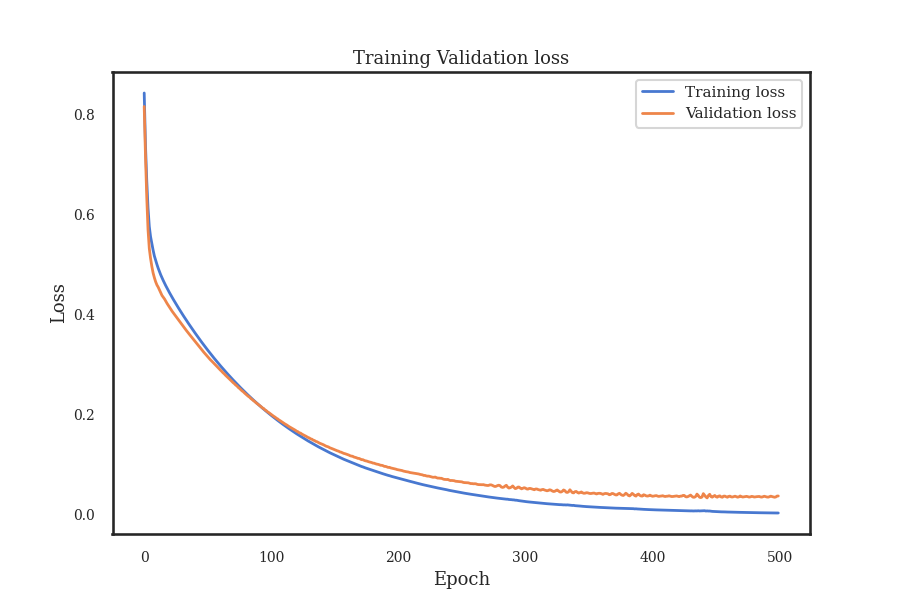 Training Validation loss
Training loss
Validation loss
0.8
0.6
0.4
0.2
0.0
Loss
0 100 200 300 400 500
Epoch